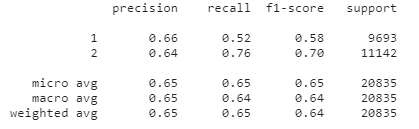 precision recall f1-score support
1 0.66 0.52 0.58 9693
2 0.64 0.76 0.70 11142
micro avg 0.65 0.65 0.65 20835
macro avg 0.65 0.64 0.64 20835
weighted avg 0.65 0.65 0.64 20835